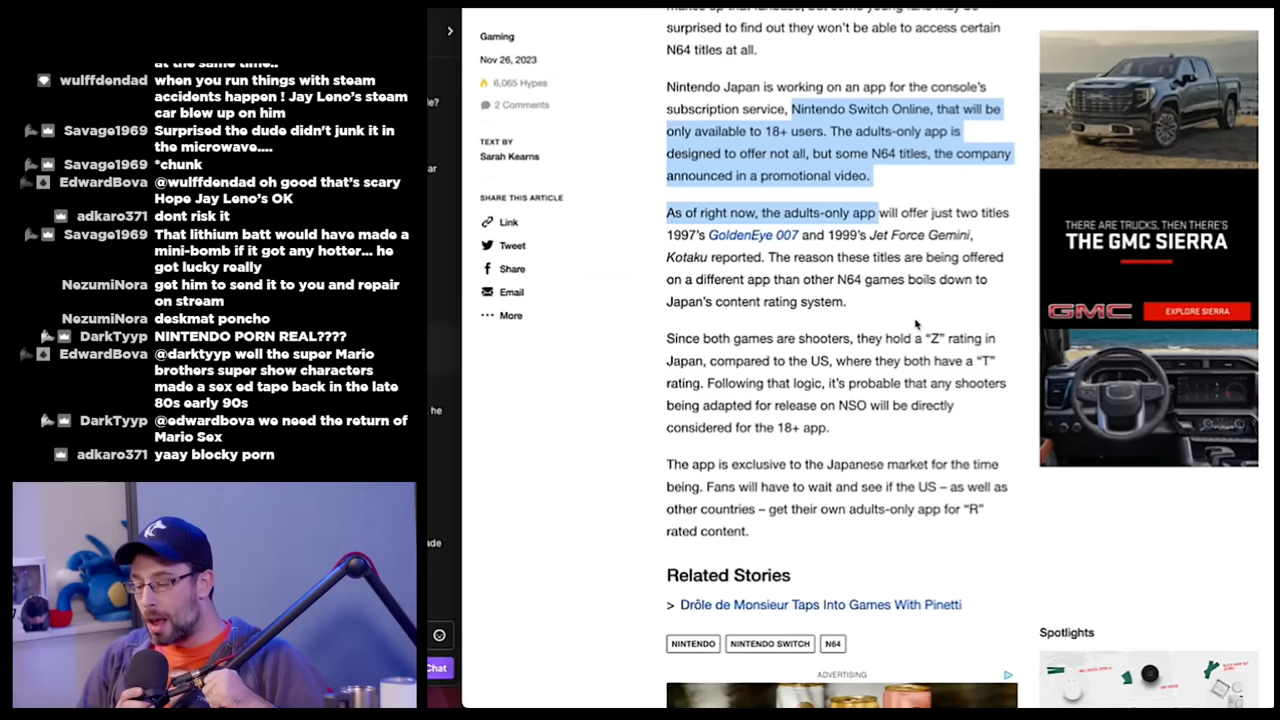 at the same time..
wulffdendad when you run things with steam
accidents happen ! Jay Leno's steam
car blew up on him
Savage1969 Surprised the dude didn't junk it in
the microwave....
Savage1969 *chunk
EdwardBova @wulffdendad oh good that's scary
Hope Jay Leno's OK
adkaro371 dont risk it
Savage1969 That lithium batt would have made a
mini-bomb if it got any hotter... he
got lucky really
NezumiNora get him to send it to you and repair
on stream
NezumiNora deskmat poncho
DarkTyyp NINTENDO PORN REAL????
EdwardBova @darktyyp well the super Mario
brothers super show characters
made a sex ed tape back in the late
80s early 90s
DarkTyyp @edwardbova we need the return of
Mario Sex
adkaro371 yaay blocky porn
e?
ar
he
ade
Chat
Gaming
Nov 26, 2023
6,065 Hypes
2 Comments
TEXT BY
Sarah Kearns
SHARE THIS ARTICLE
Link
Tweet
Share
Email
More
makes up that fanbase, but some young fans may be
surprised to find out they won't be able to access certain
N64 titles at all.
Nintendo Japan is working on an app for the console's
subscription service, Nintendo Switch Online, that will be
only available to 18+ users. The adults-only app is
designed to offer not all, but some N64 titles, the company
announced in a promotional video.
As of right now, the adults-only app will offer just two titles
1997's GoldenEye 007 and 1999's Jet Force Gemini,
Kotaku reported. The reason these titles are being offered
on a different app than other N64 games boils down to
Japan's content rating system.
Since both games are shooters, they hold a “Z” rating in
Japan, compared to the US, where they both have a “T”
rating. Following that logic, it's probable that any shooters
being adapted for release on NSO will be directly
considered for the 18+ app.
The app is exclusive to the Japanese market for the time
being. Fans will have to wait and see if the US – as well as
other countries – get their own adults-only app for “R”
rated content.
Related Stories
> Drôle de Monsieur Taps Into Games With Pinetti
NINTENDO NINTENDO SWITCH N64
ADVERTISING
THERE ARE TRUCKS, THEN THERE'S
THE GMC SIERRA
GMC EXPLORE SIERRA
Spotlights